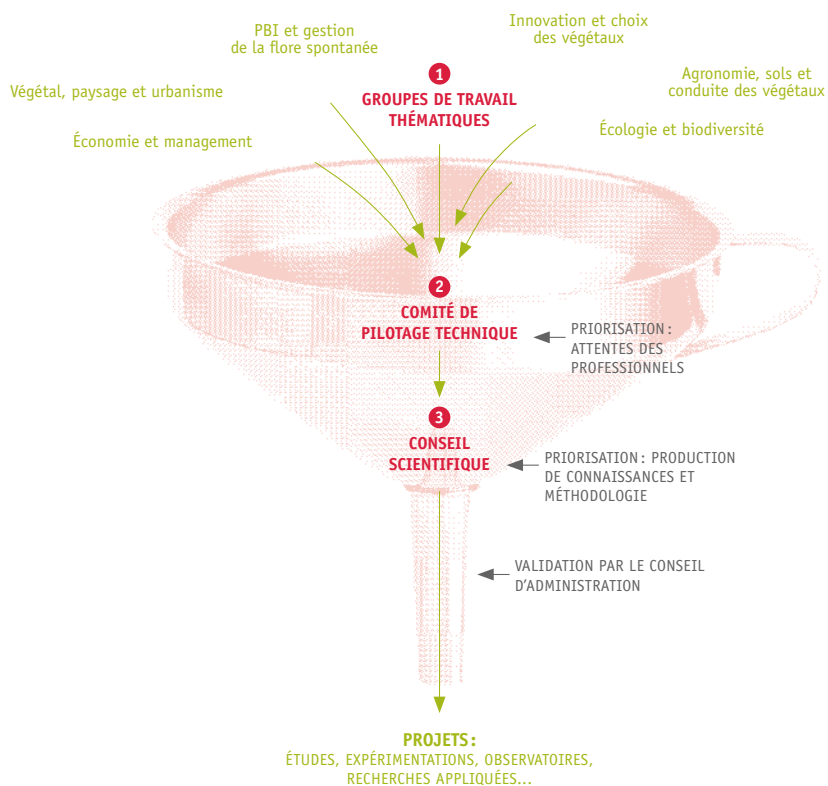 PBI et gestion
de la flore spontanée
Innovation et choix
des végétaux
Végétal, paysage et urbanisme
Agronomie, sols et
conduite des végétaux
Économie et management
Écologie et biodiversité
1
GROUPES DE TRAVAIL
THÉMATIQUES
2
COMITÉ DE
PILOTAGE TECHNIQUE
PRIORISATION :
ATTENTES DES
PROFESSIONNELS
3
CONSEIL
SCIENTIFIQUE
PRIORISATION : PRODUCTION
DE CONNAISSANCES ET
MÉTHODOLOGIE
VALIDATION PAR LE CONSEIL
D'ADMINISTRATION
PROJETS :
ÉTUDES, EXPÉRIMENTATIONS, OBSERVATOIRES,
RECHERCHES APPLIQUÉES...